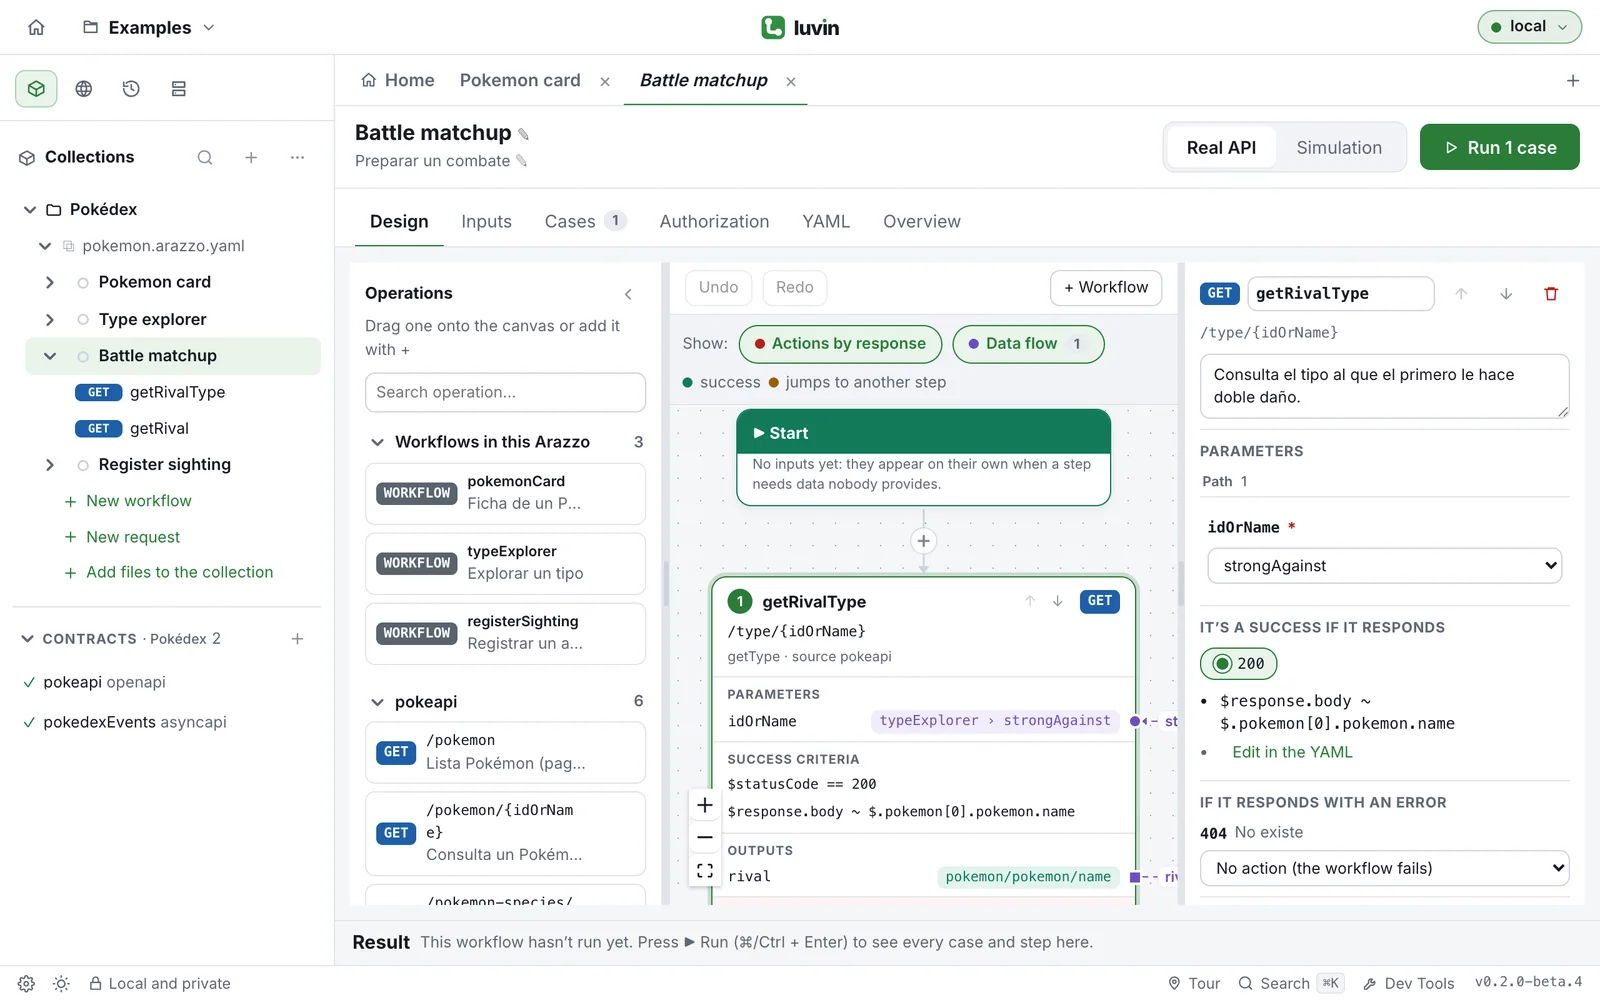 Examples
luvin
local
Home
Pokemon card
Battle matchup
Collections
Pokédex
pokemon.arazzo.yaml
Pokemon card
Type explorer
Battle matchup
GET getRivalType
GET getRival
Register sighting
+ New workflow
+ New request
+ Add files to the collection
CONTRACTS · Pokédex 2
pokeapi openapi
pokedexEvents asyncapi
Battle matchup
Preparar un combate
Real API
Simulation
Run 1 case
Design
Inputs
Cases 1
Authorization
YAML
Overview
Operations
Drag one onto the canvas or add it
with +
Search operation...
Workflows in this Arazzo 3
WORKFLOW pokemonCard
Ficha de un P...
WORKFLOW typeExplorer
Explorar un tipo
WORKFLOW registerSighting
Registrar un a...
pokeapi 6
GET /pokemon
Lista Pokémon (pag...
GET /pokemon/{idOrNam
e}
Consulta un Pokém...
/pokemon-species/
Undo
Redo
+ Workflow
Show:
Actions by response
Data flow 1
success
jumps to another step
Start
No inputs yet: they appear on their own when a step
needs data nobody provides.
1 getRivalType GET
/type/{idOrName}
getType · source pokeapi
PARAMETERS
idOrName typeExplorer › strongAgainst st
SUCCESS CRITERIA
$statusCode == 200
$response.body ~ $.pokemon[0].pokemon.name
OUTPUTS
rival pokemon/pokemon/name riv
GET getRivalType
/type/{idOrName}
Consulta el tipo al que el primero le hace
doble daño.
PARAMETERS
Path 1
idOrName *
strongAgainst
IT'S A SUCCESS IF IT RESPONDS
200
• $response.body ~
$.pokemon[0].pokemon.name
• Edit in the YAML
IF IT RESPONDS WITH AN ERROR
404 No existe
No action (the workflow fails)
Result This workflow hasn't run yet. Press ▶ Run (⌘/Ctrl + Enter) to see every case and step here.
Local and private
Tour
Search ⌘K
Dev Tools
v0.2.0-beta.4